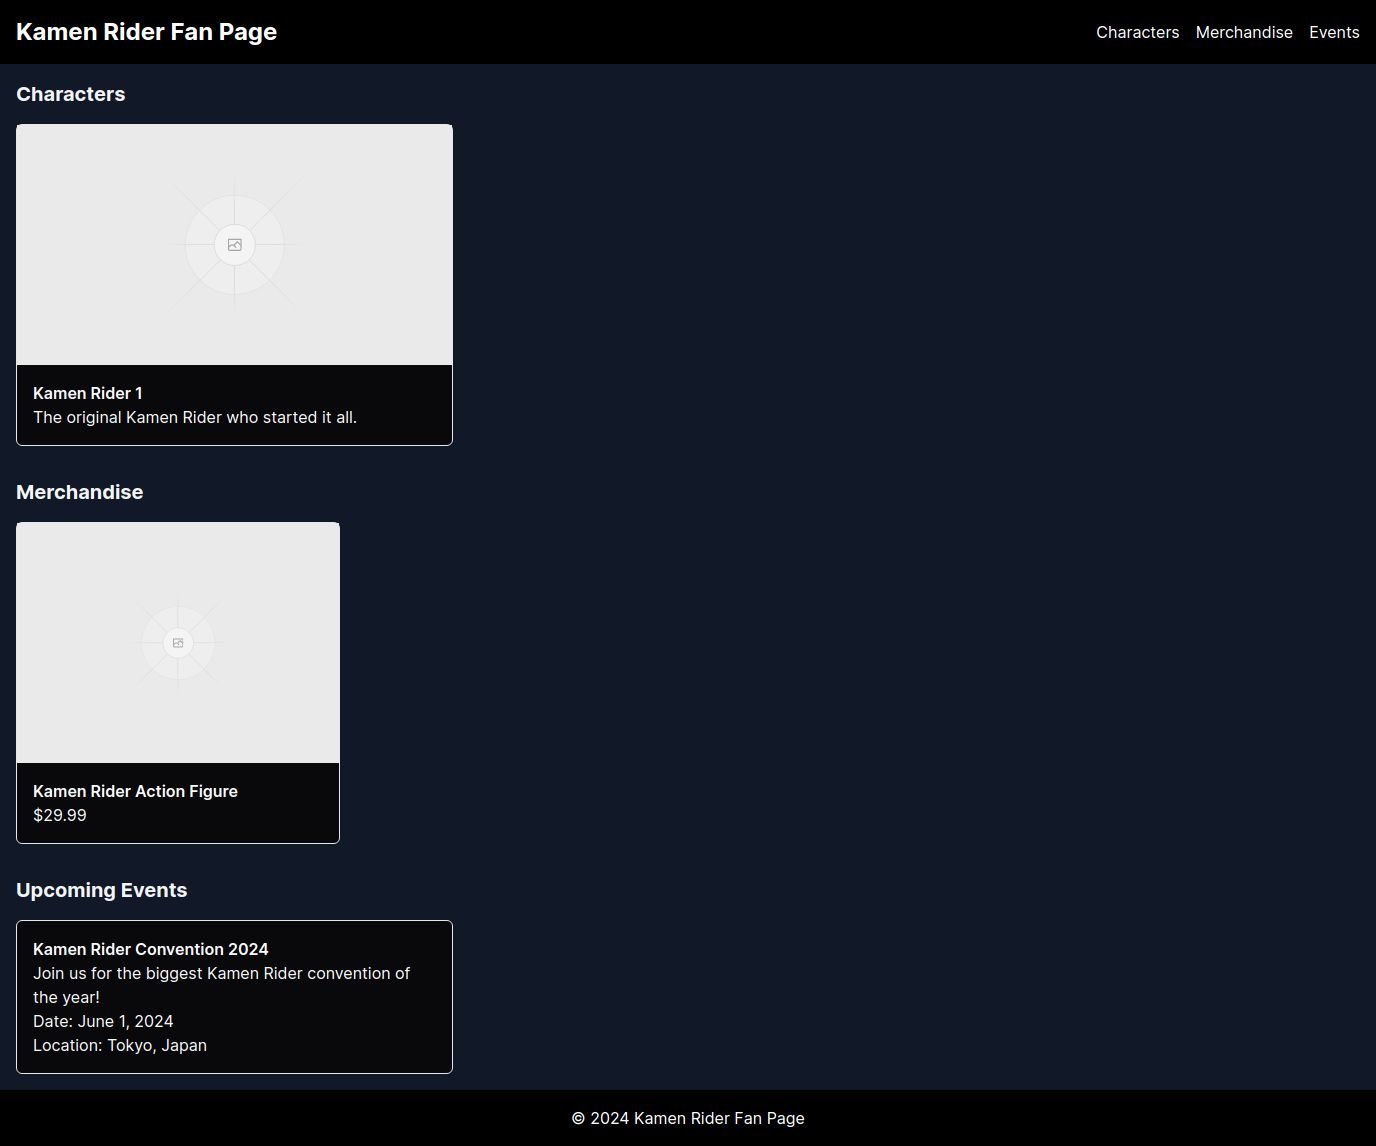 Kamen Rider Fan Page
Characters Merchandise Events
Characters
Kamen Rider 1
The original Kamen Rider who started it all.
Merchandise
Kamen Rider Action Figure
$29.99
Upcoming Events
Kamen Rider Convention 2024
Join us for the biggest Kamen Rider convention of
the year!
Date: June 1, 2024
Location: Tokyo, Japan
© 2024 Kamen Rider Fan Page